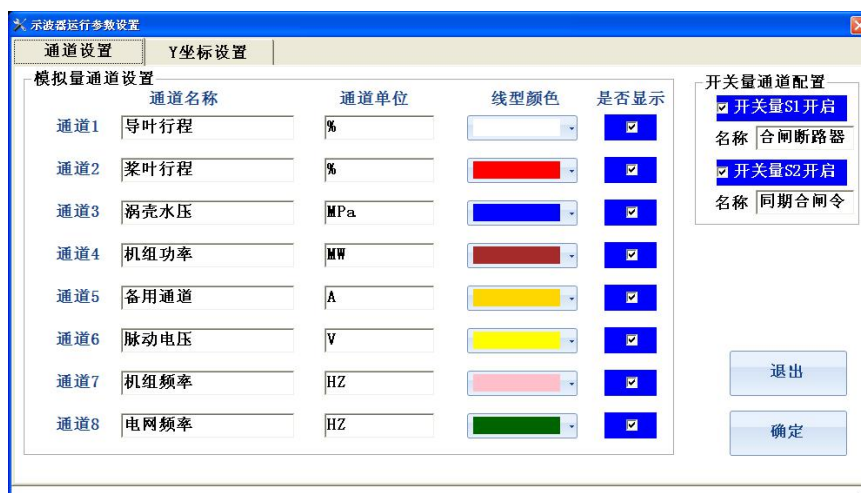 示波器运行参数设置
通道设置 Y坐标设置
模拟量通道设置
通道名称 通道单位 线型颜色 是否显示
通道1 导叶行程 %
通道2 桨叶行程 %
通道3 涡壳水压 MPa
通道4 机组功率 MW
通道5 备用通道 A
通道6 脉动电压 V
通道7 机组频率 HZ
通道8 电网频率 HZ
开关量通道配置
开关量S1开启
名称 合闸断路器
开关量S2开启
名称 同期合闸令
退出
确定